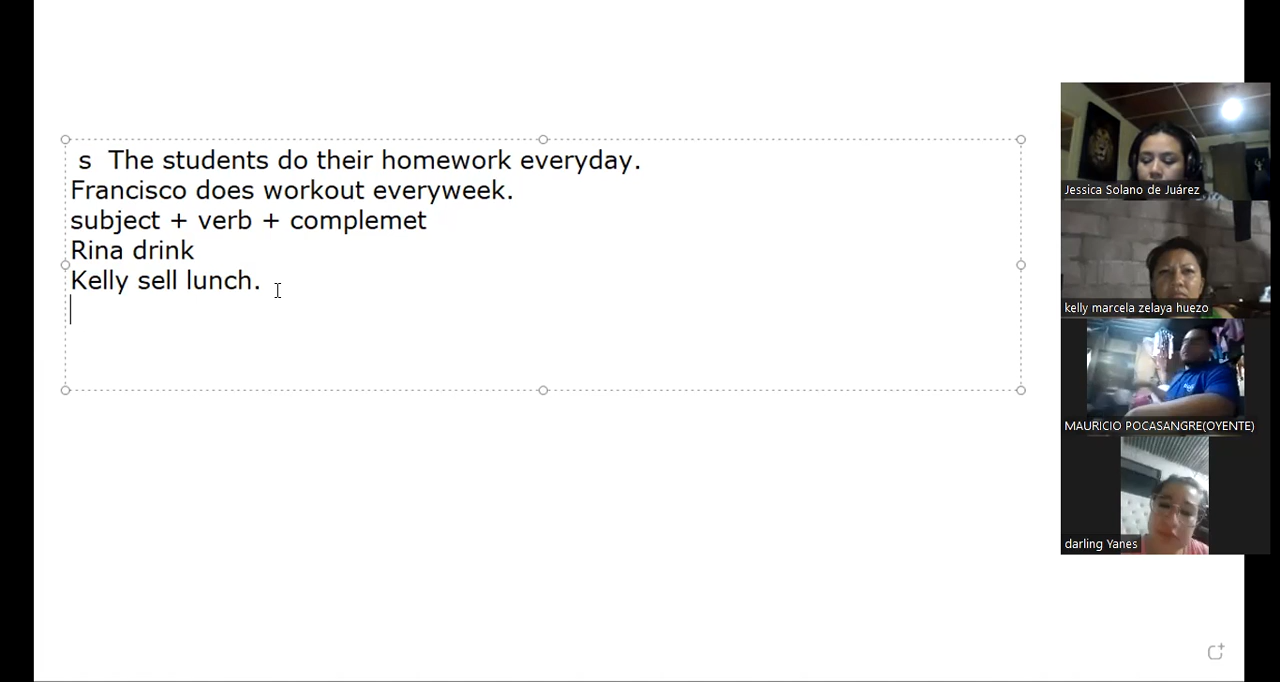 s The students do their homework everyday.
Francisco does workout everyweek.
subject + verb + complemet
Rina drink
Kelly sell lunch.
Jessica Solano de Juárez
kelly marcela zelaya huezo
MAURICIO POCASANGRE(OYENTE)
darling Yanes